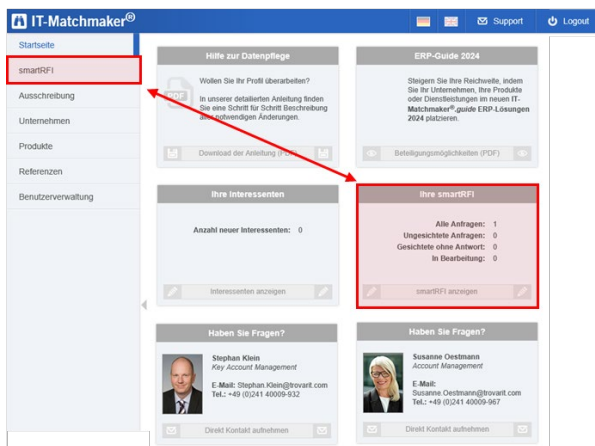 IT-Matchmaker®
Support
Logout
Startseite
smartRFI
Ausschreibung
Unternehmen
Produkte
Referenzen
Benutzerverwaltung
Hilfe zur Datenpflege
PDF
Wollen Sie Ihr Profil überarbeiten?
In unserer detailierten Anleitung finden
Sie eine Schritt für Schritt Beschreibung
aller notwendigen Änderungen.
Download der Anleitung (PDF)
ERP-Guide 2024
Steigern Sie Ihre Reichweite, indem
Sie Ihr Unternehmen, Ihre Produkte
oder Dienstleistungen im neuen IT-
Matchmaker®.guide ERP-Lösungen
2024 platzieren.
Beteiligungsmöglichkeiten (PDF)
Ihre Interessenten
Anzahl neuer Interessenten: 0
Interessenten anzeigen
Ihre smartRFI
Alle Anfragen: 1
Ungesichtete Anfragen: 0
Gesichtete ohne Antwort: 0
In Bearbeitung: 0
smartRFI anzeigen
Haben Sie Fragen?
Stephan Klein
Key Account Management
E-Mail: Stephan.Klein@trovarit.com
Tel.: +49 (0)241 40009-932
Direkt Kontakt aufnehmen
Haben Sie Fragen?
Susanne Oestmann
Account Management
E-Mail:
Susanne.Oestmann@trovarit.com
Tel.: +49 (0)241 40009-967
Direkt Kontakt aufnehmen